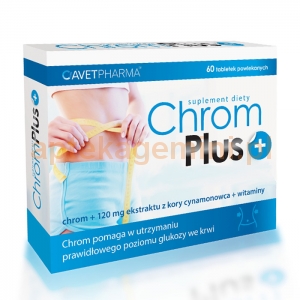 AVETPHARMA
60 tabletek powlekanych
suplement diety
Chrom
Plus +
Chrom Plus +
chrom + 120 mg ekstraktu z kory cynamonowca + witaminy
Chrom pomaga w utrzymaniu
prawidłowego poziomu glukozy we krwi